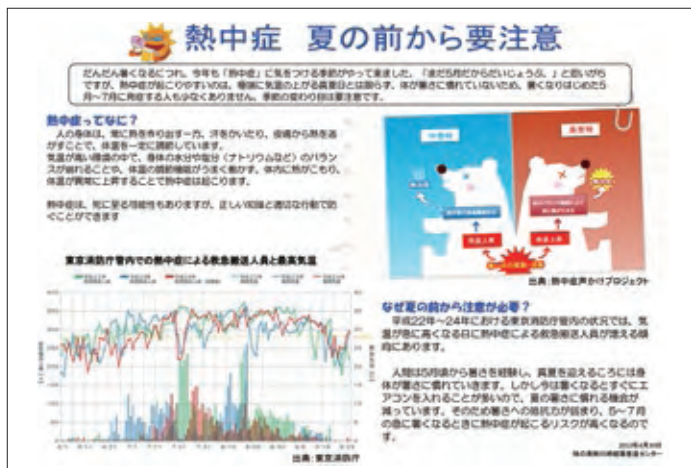 熱中症 夏の前から要注意
だんだん暑くなるにつれ、今年も「熱中症」に気をつける季節がやって来ました。「まだ5月だからだいじょうぶ。」と思いがち
ですが、熱中症が起こりやすいのは、極端に気温の上がる真夏日とは限らず、体が暑さに慣れていないため、暑くなりはじめた5
月～7月に発症する人も少なくありません。季節の変わり目は要注意です。
熱中症ってなに？
人の身体は、常に熱を作り出す一方、汗をかいたり、皮膚から熱を逃
がすことで、体温を一定に調節しています。
気温が高い環境の中で、身体の水分や塩分（ナトリウムなど）のバラン
スが崩れることや、体温の調節機能がうまく働かず、体内に熱がこもり、
体温が異常に上昇することで熱中症は起こります。
熱中症は、死に至る可能性もありますが、正しい知識と適切な行動で防
ぐことができます
体温上昇
体温上昇
出典：熱中症声かけプロジェクト
東京消防庁管内での熱中症による救急搬送人員と最高気温
出典：東京消防庁
なぜ夏の前から注意が必要？
平成22年～24年における東京消防庁管内の状況では、気
温が急に高くなる日に熱中症による救急搬送人員が増える傾
向にあります。
人間は5月頃から暑さを経験し、真夏を迎えるころには身
体が暑さに慣れていきます。しかし今は暑くなるとすぐにエ
アコンを入れることが多いので、夏の暑さに慣れる機会が
減っています。そのため暑さへの抵抗力が弱まり、5～7月
の急に暑くなるときに熱中症が起こるリスクが高くなるので
す。